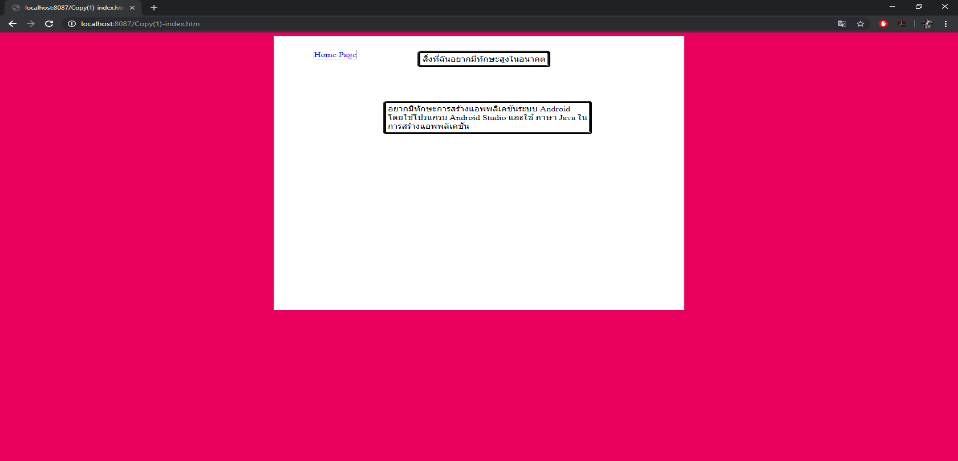 localhost:8087/Copy(1)-index.htm
localhost:8087/Copy(1)-index.htm
Home Page
สิ่งที่ฉันอยากมีทักษะสูงในอนาคต
อยากมีทักษะการสร้างแอพพลิเคชันระบบ Android
โดยใช้โปรแกรม Android Studio และใช้ ภาษา Java ใน
การสร้างแอพพลิเคชัน